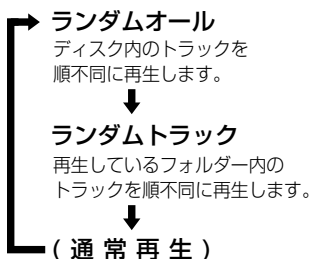 ランダムオール
ディスク内のトラックを
順不同に再生します。
ランダムトラック
再生しているフォルダー内の
トラックを順不同に再生します。
( 通 常 再 生 )